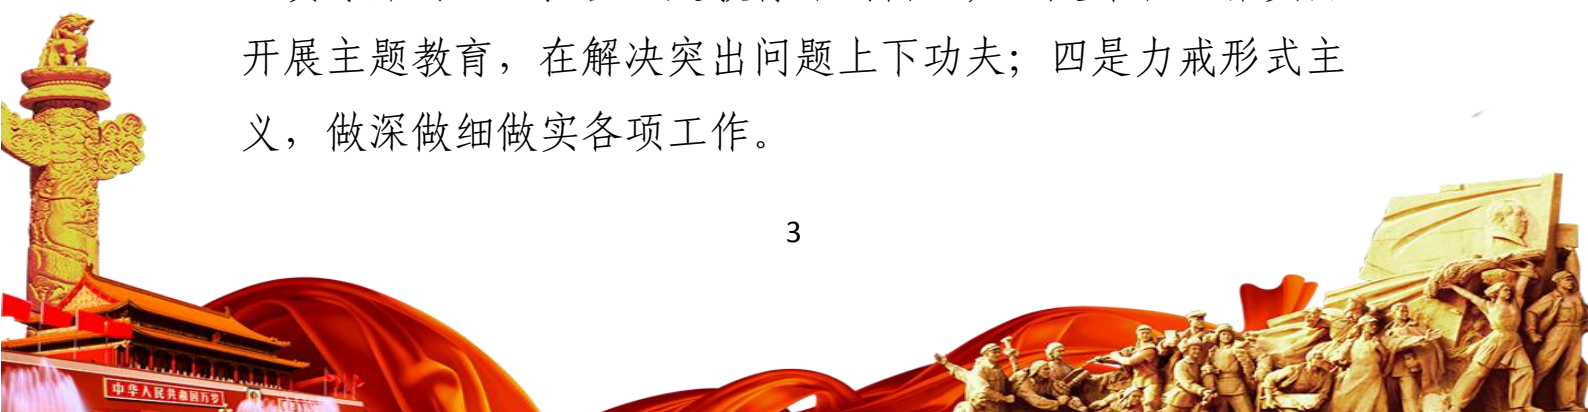 开展主题教育，在解决突出问题上下功夫；四是力戒形式主
义，做深做细做实各项工作。
3
中华人民共和国万岁